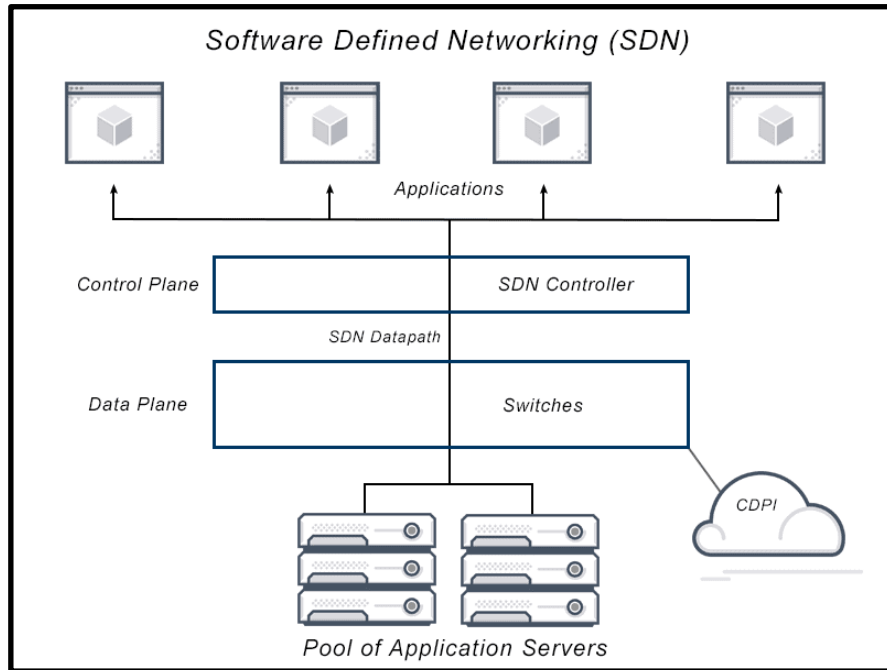 Software Defined Networking (SDN)
Applications
Control Plane
SDN Controller
SDN Datapath
Data Plane
Switches
CDPI
Pool of Application Servers